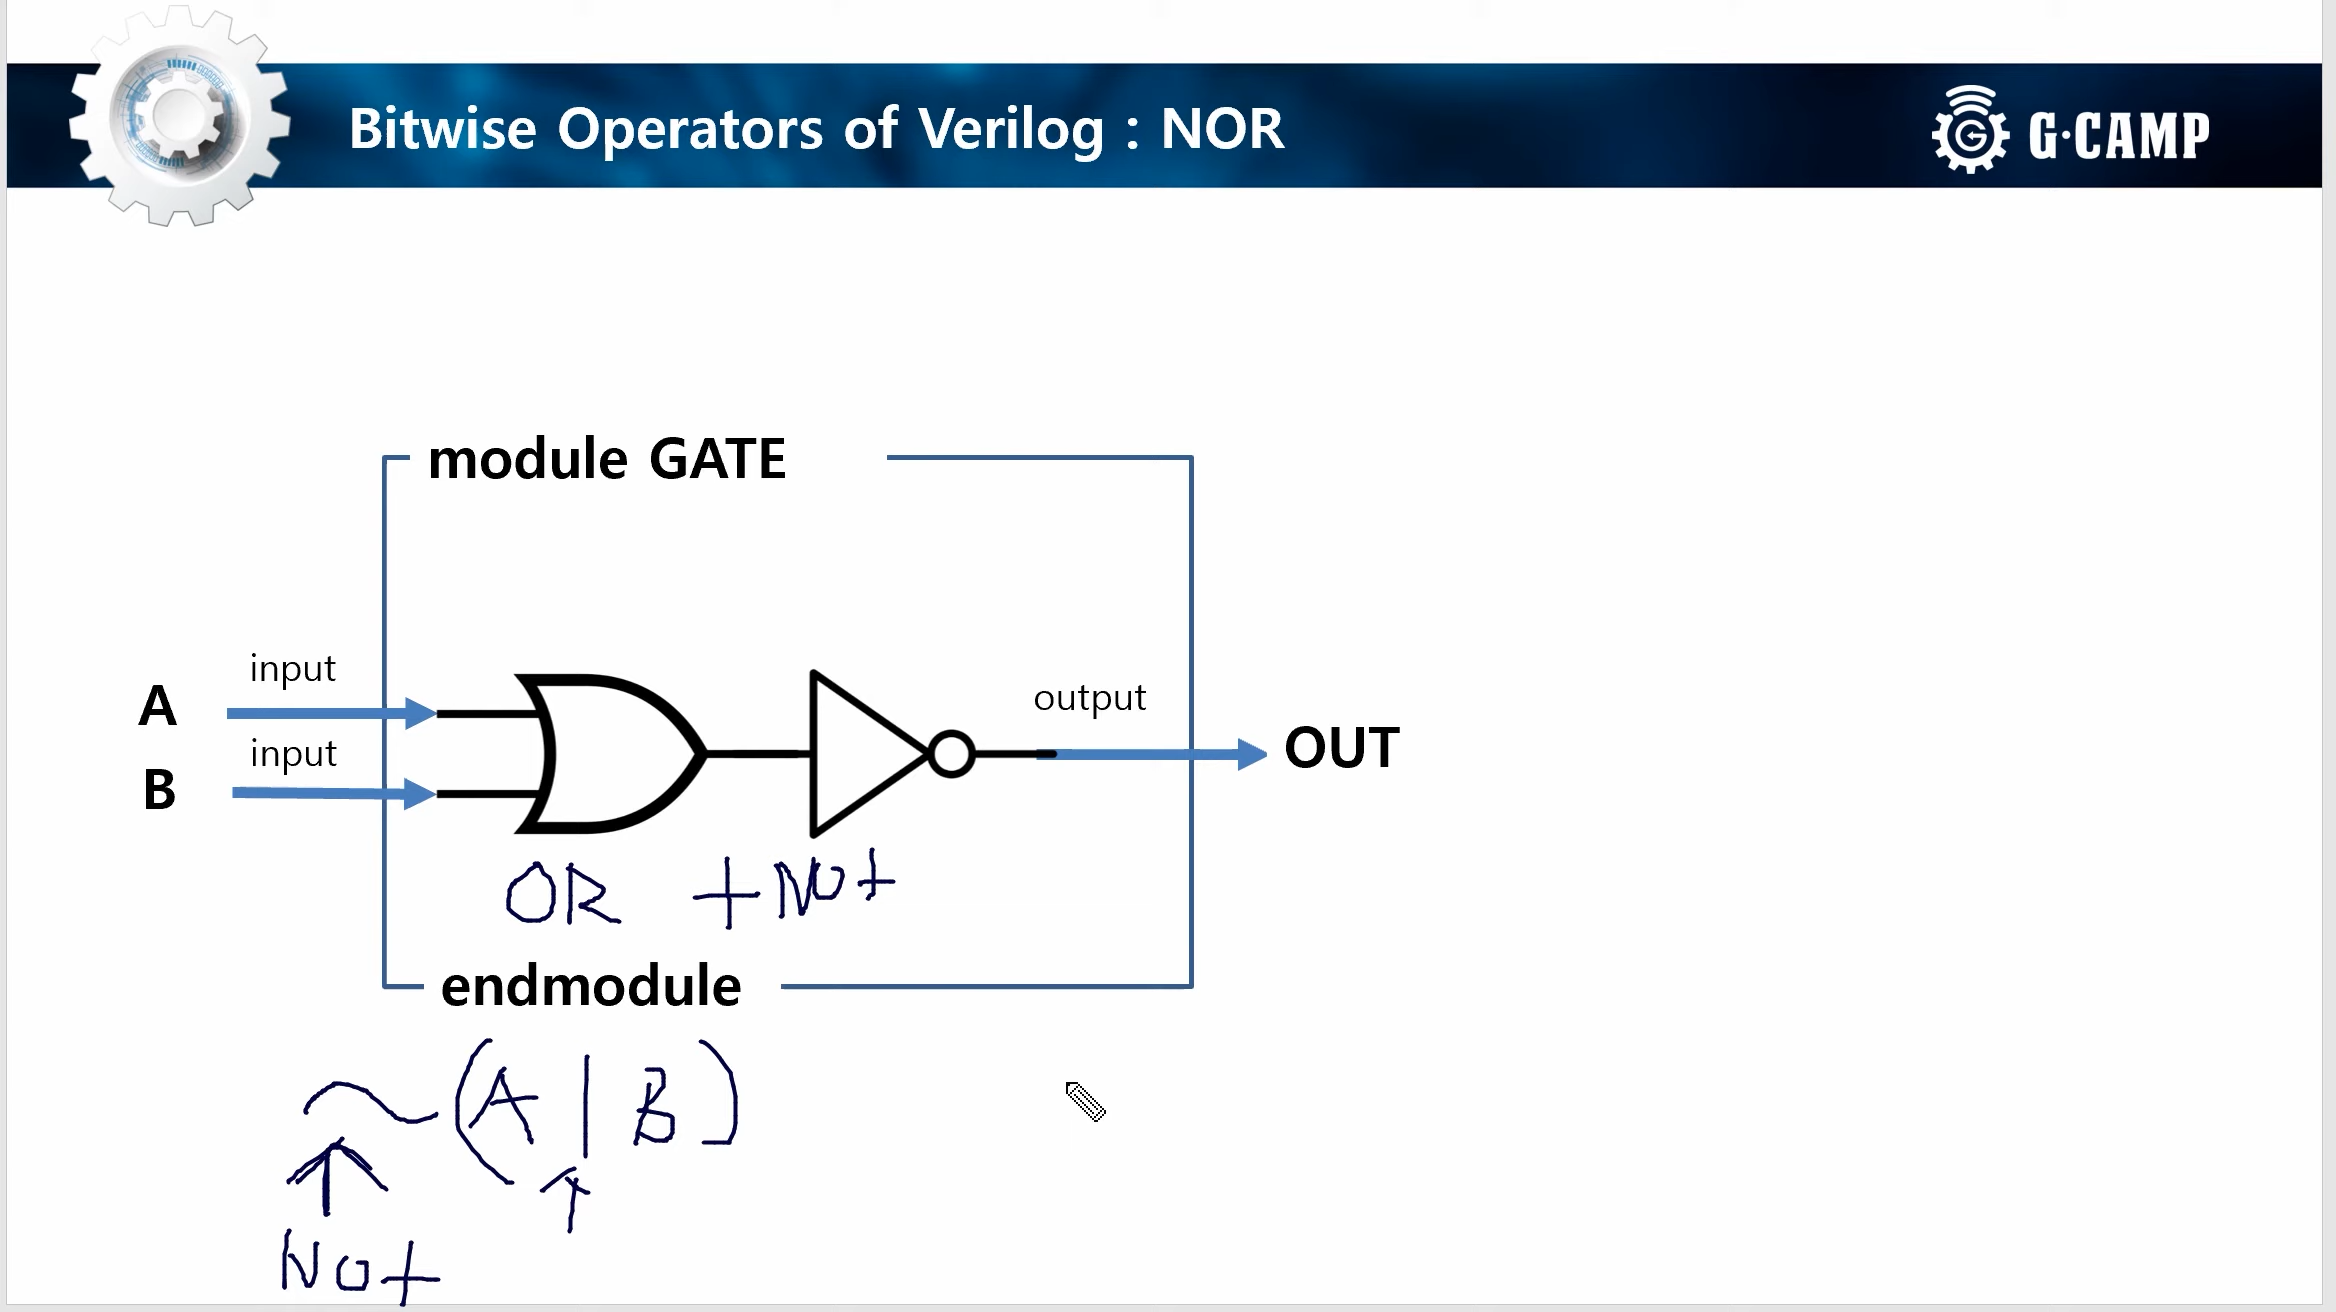 Bitwise Operators of Verilog : NOR
G·CAMP
module GATE
input
A
input
B
output
OUT
OR + Not
endmodule
~(A | B)
Not